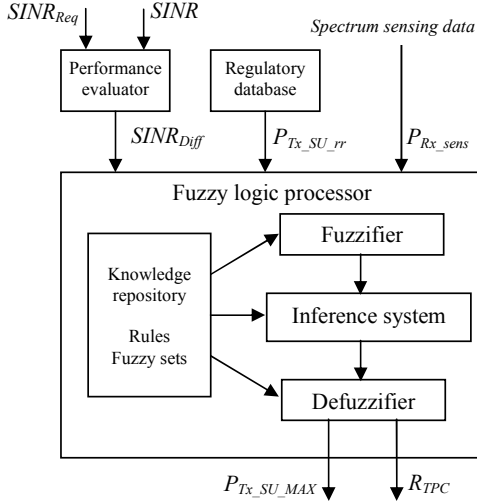 SINR_Req SINR Spectrum sensing data
Performance
evaluator
Regulatory
database
SINR_Diff P_Tx_SU_rr P_Rx_sens
Fuzzy logic processor
Knowledge
repository
Rules
Fuzzy sets
Fuzzifier
Inference system
Defuzzifier
P_Tx_SU_MAX R_TPC